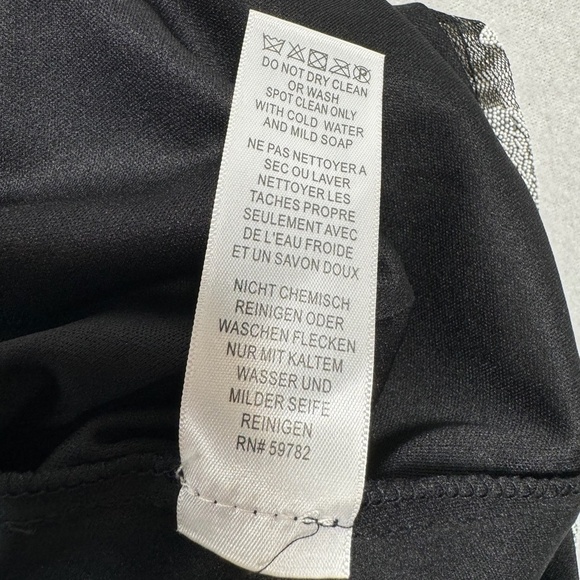 DO NOT DRY CLEAN
OR WASH
SPOT CLEAN ONLY
WITH COLD WATER
AND MILD SOAP
NE PAS NETTOYER A
SEC OU LAVER
NETTOYER LES
TACHES PROPRE
SEULEMENT AVEC
DE L'EAU FROIDE
ET UN SAVON DOUX
NICHT CHEMISCH
REINIGEN ODER
WASCHEN FLECKEN
NUR MIT KALTEM
WASSER UND
MILDER SEIFE
REINIGEN
RN# 59782